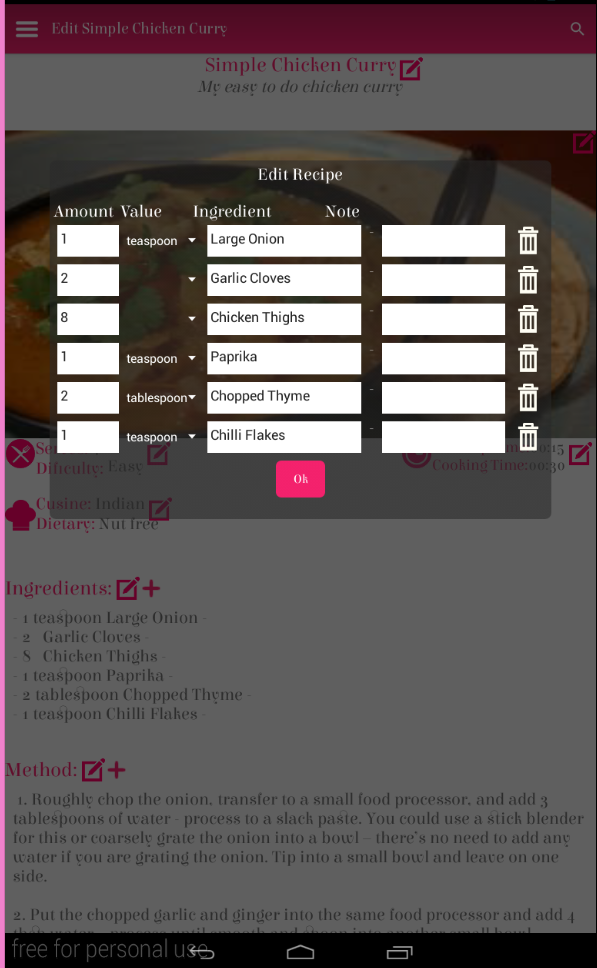 Edit Simple Chicken Curry
Simple Chicken Curry
My easy to do chicken curry
Edit Recipe
Amount Value Ingredient Note
1 teaspoon Large Onion -
2 Garlic Cloves -
8 Chicken Thighs -
1 teaspoon Paprika -
2 tablespoon Chopped Thyme -
1 teaspoon Chilli Flakes -
Ok
Dificulty: Easy
Cooking Time:00:30
Cusine: Indian
Dietary: Nut free
Ingredients:
- 1 teaspoon Large Onion -
- 2 Garlic Cloves -
- 8 Chicken Thighs -
- 1 teaspoon Paprika -
- 2 tablespoon Chopped Thyme -
- 1 teaspoon Chilli Flakes -
Method:
1. Roughly chop the onion, transfer to a small food processor, and add 3
tablespoons of water - process to a slack paste. You could use a stick blender
for this or coarsely grate the onion into a bowl – there's no need to add any
water if you are grating the onion. Tip into a small bowl and leave on one
side.
2. Put the chopped garlic and ginger into the same food processor and add 4
free for personal use